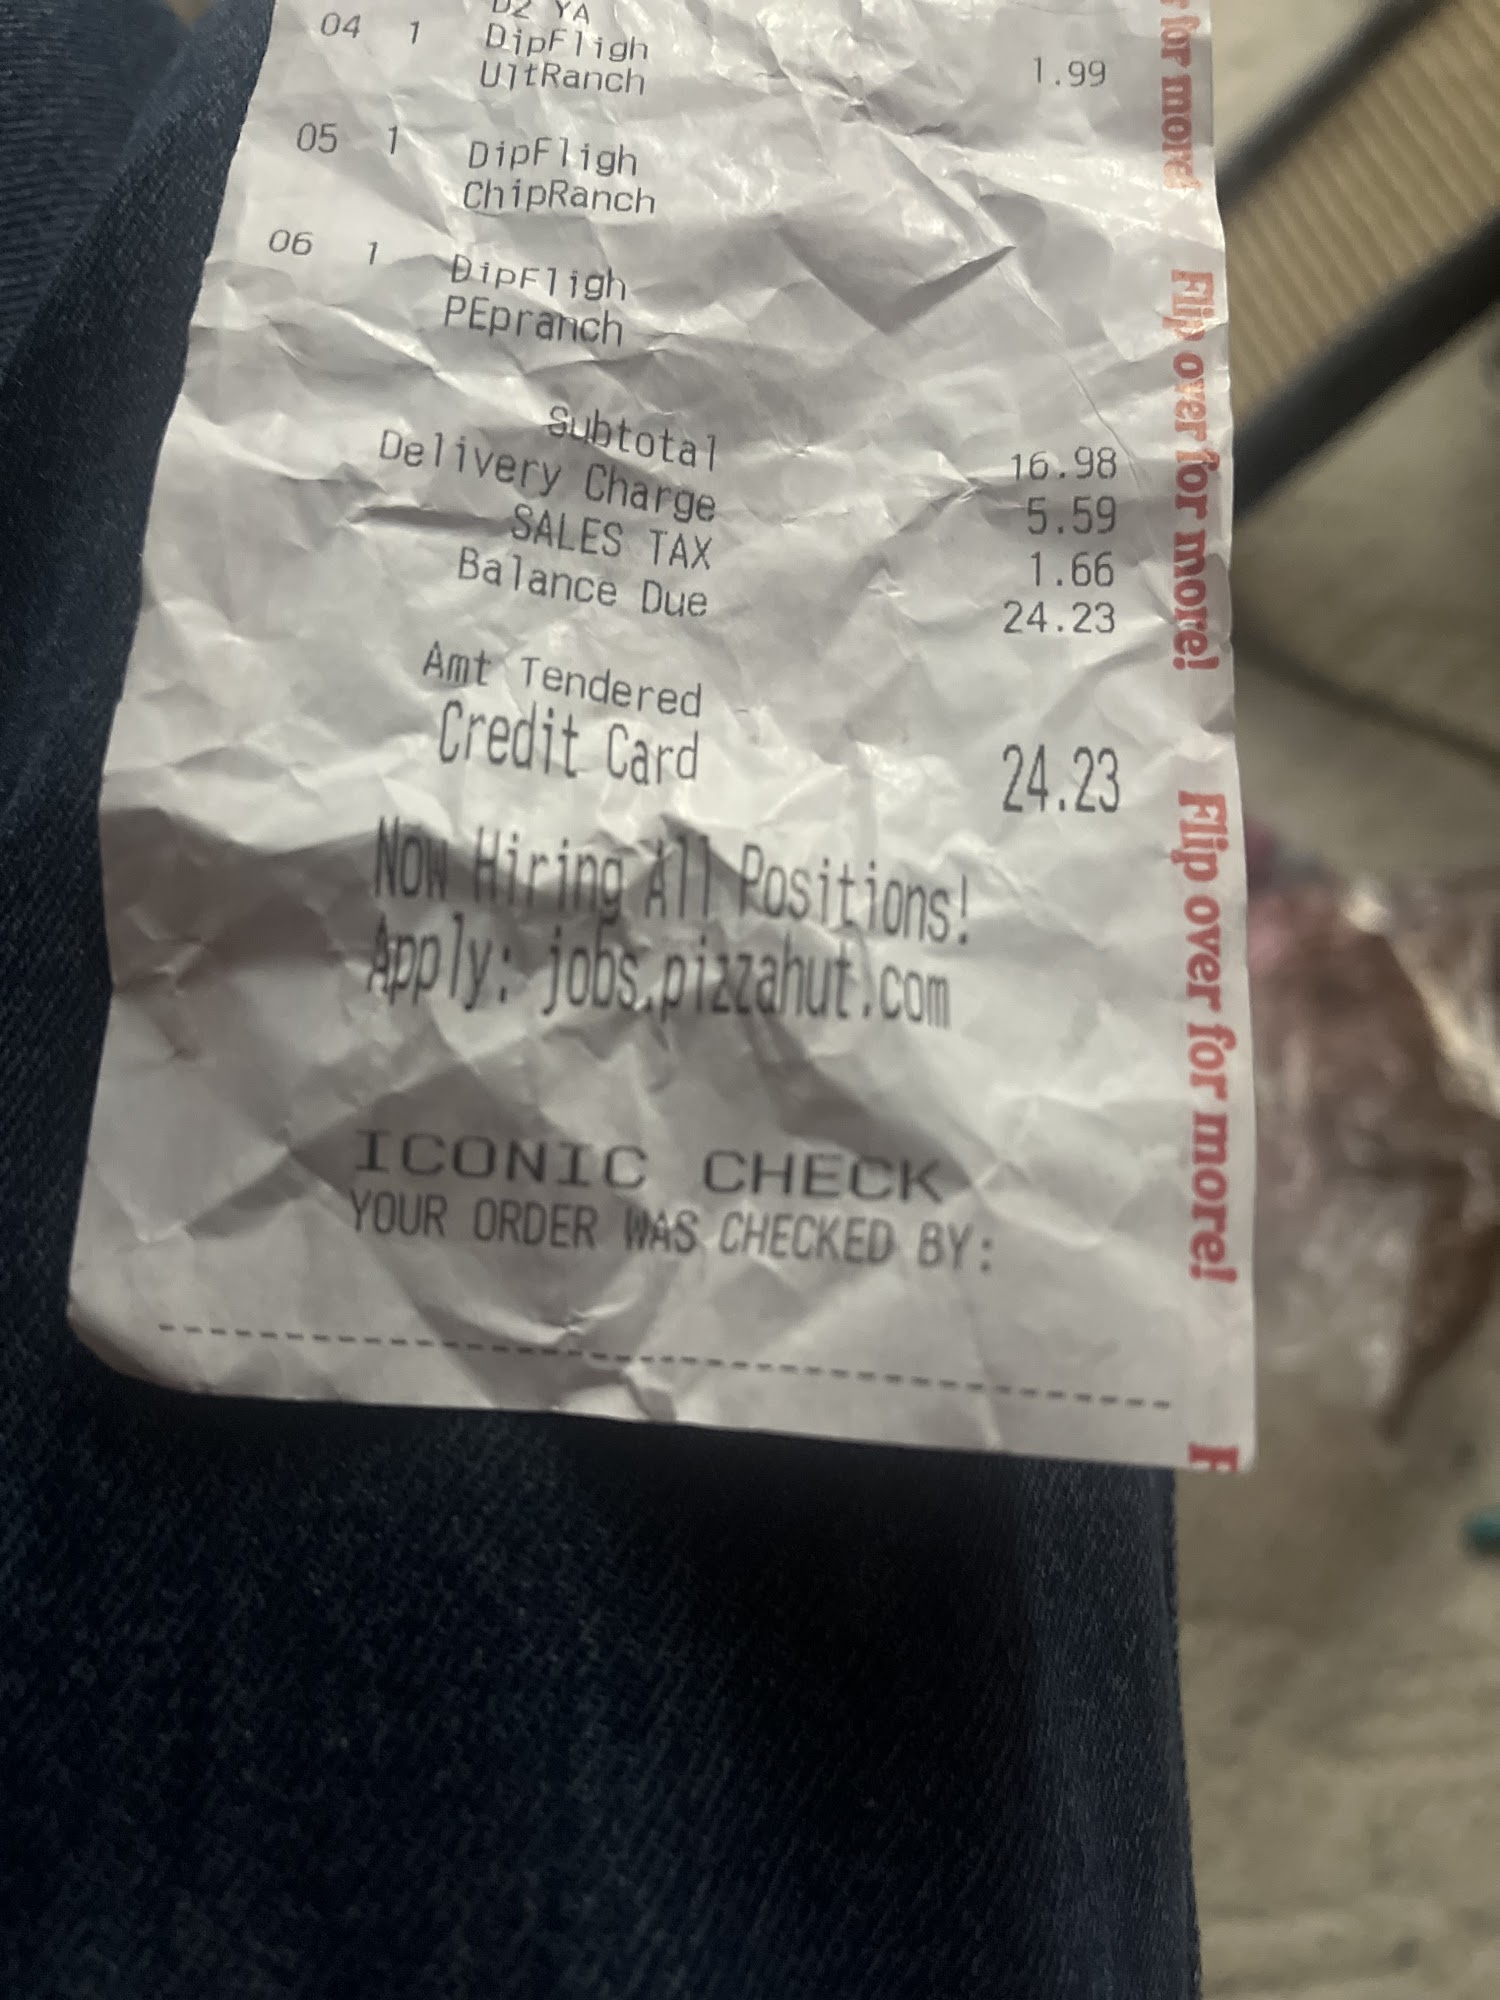 D2 YA
04 1 DipFligh 1.99
UltRanch
05 1 DipFligh
ChipRanch
06 1 DipFligh
PEpranch
Subtotal 16.98
Delivery Charge 5.59
SALES TAX 1.66
Balance Due 24.23
Amt Tendered
Credit Card 24.23
Now Hiring All Positions!
Apply: jobs.pizzahut.com
ICONIC CHECK
YOUR ORDER WAS CHECKED BY:
for more!
Flip over for more!
Flip over for more!